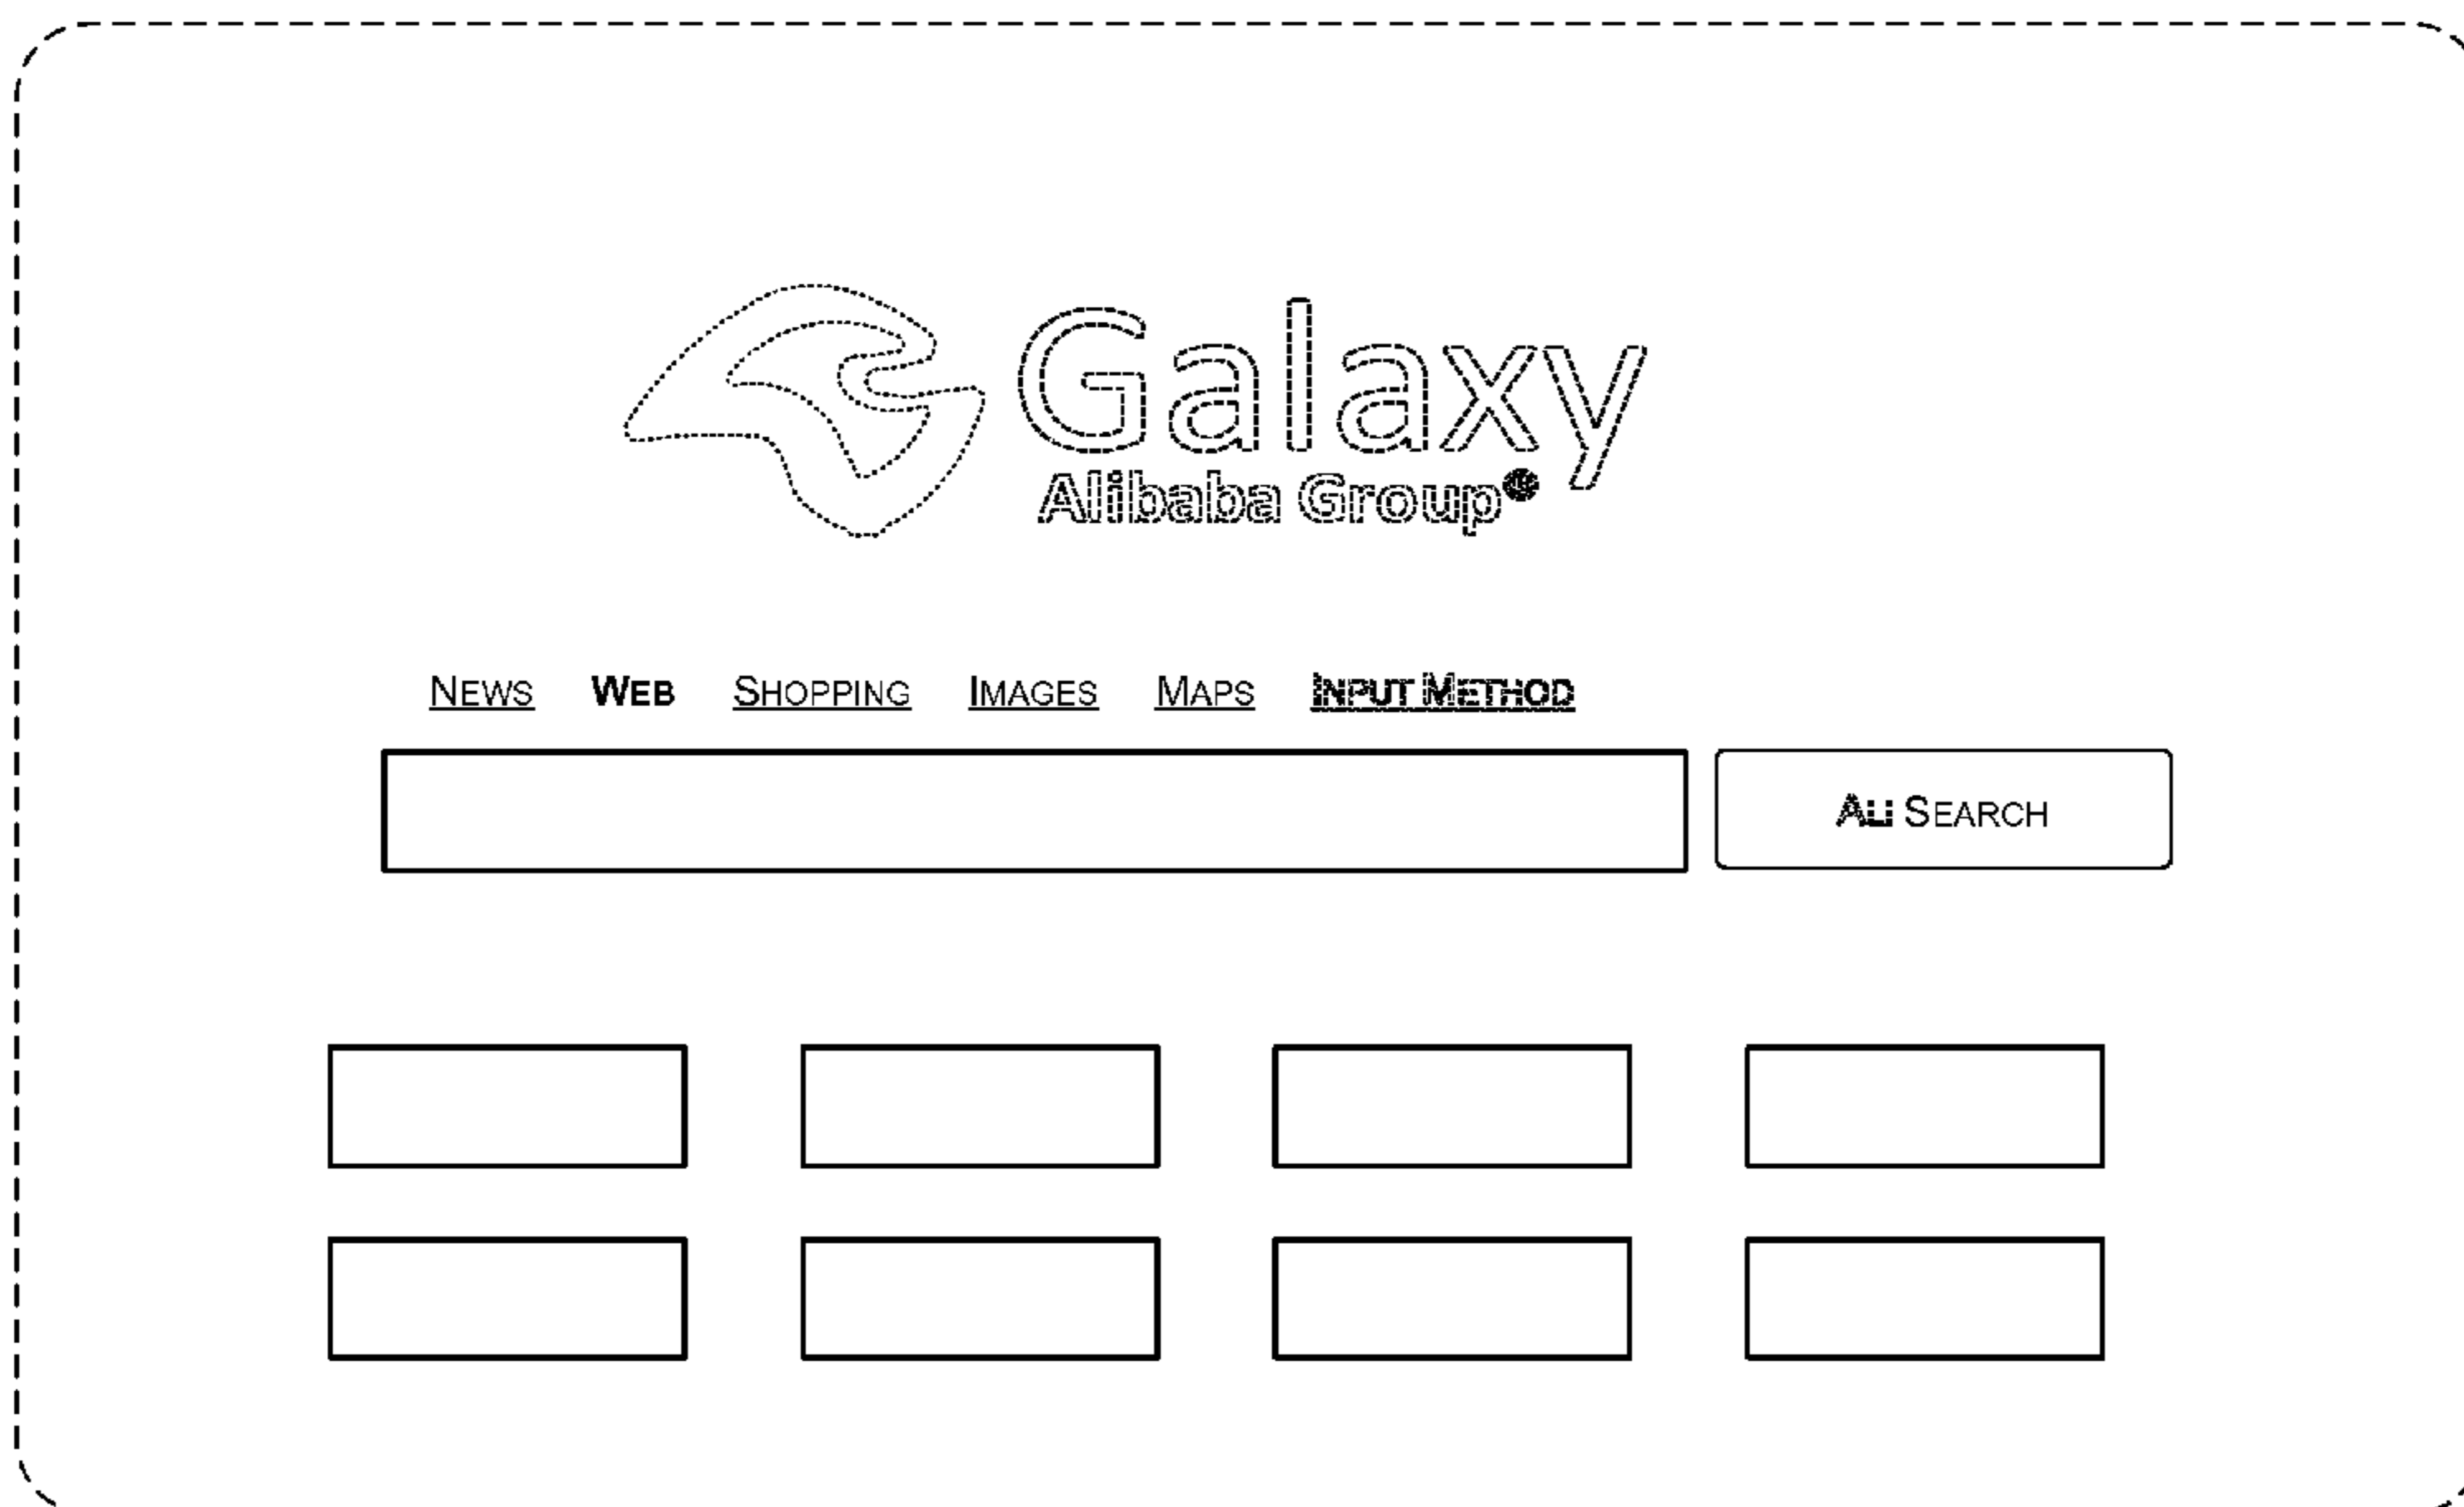 Galaxy
Alibaba Group
NEWS WEB SHOPPING IMAGES MAPS INPUT METHOD
ALI SEARCH